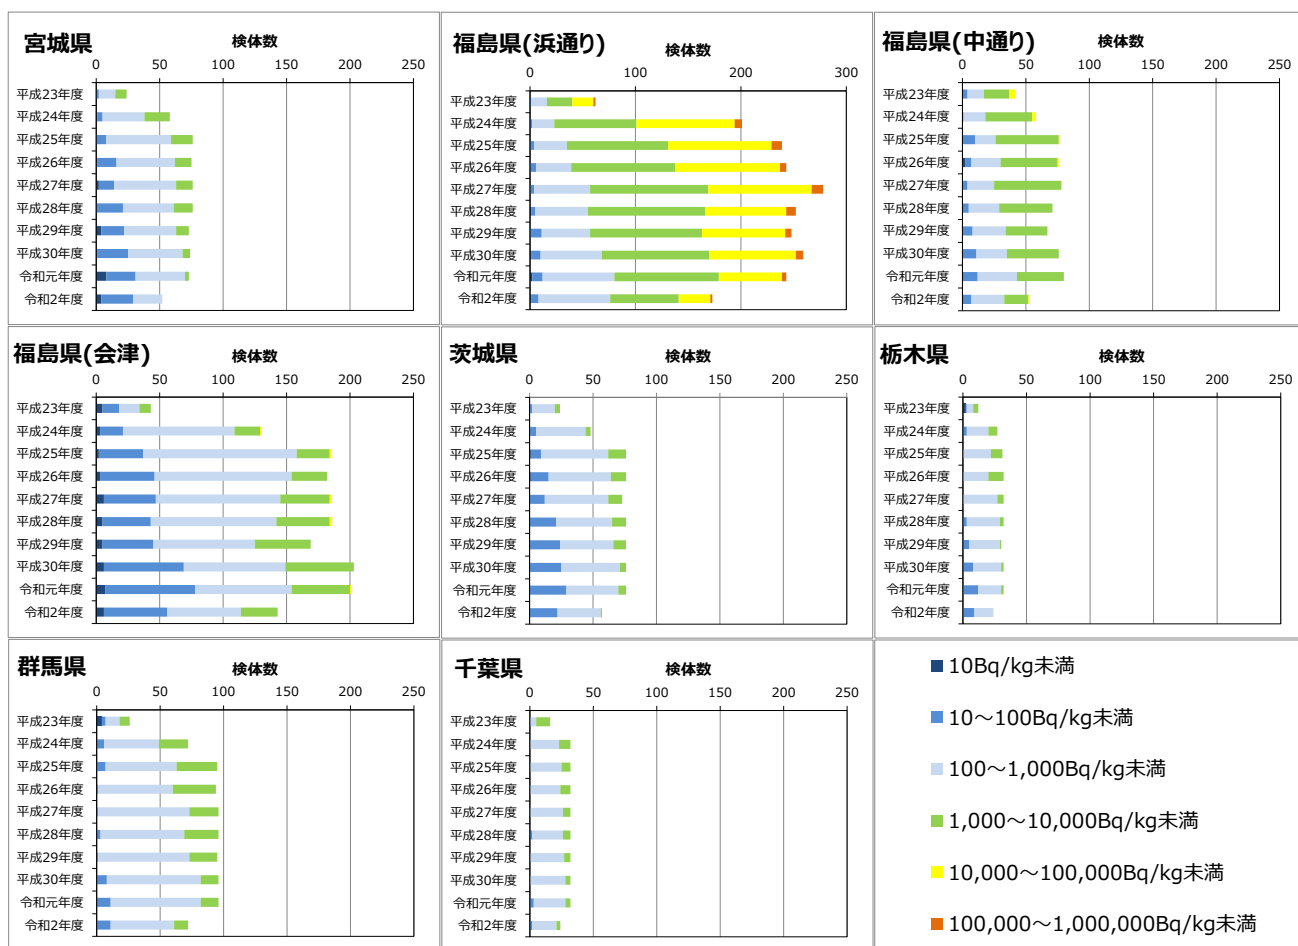 宮城県
検体数
0 50 100 150 200 250
平成23年度
平成24年度
平成25年度
平成26年度
平成27年度
平成28年度
平成29年度
平成30年度
令和元年度
令和2年度
福島県(浜通り)
検体数
0 100 200 300
平成23年度
平成24年度
平成25年度
平成26年度
平成27年度
平成28年度
平成29年度
平成30年度
令和元年度
令和2年度
福島県(中通り)
検体数
0 50 100 150 200 250
平成23年度
平成24年度
平成25年度
平成26年度
平成27年度
平成28年度
平成29年度
平成30年度
令和元年度
令和2年度
福島県(会津)
検体数
0 50 100 150 200 250
平成23年度
平成24年度
平成25年度
平成26年度
平成27年度
平成28年度
平成29年度
平成30年度
令和元年度
令和2年度
茨城県
検体数
0 50 100 150 200 250
平成23年度
平成24年度
平成25年度
平成26年度
平成27年度
平成28年度
平成29年度
平成30年度
令和元年度
令和2年度
栃木県
検体数
0 50 100 150 200 250
平成23年度
平成24年度
平成25年度
平成26年度
平成27年度
平成28年度
平成29年度
平成30年度
令和元年度
令和2年度
群馬県
検体数
0 50 100 150 200 250
平成23年度
平成24年度
平成25年度
平成26年度
平成27年度
平成28年度
平成29年度
平成30年度
令和元年度
令和2年度
千葉県
検体数
0 50 100 150 200 250
平成23年度
平成24年度
平成25年度
平成26年度
平成27年度
平成28年度
平成29年度
平成30年度
令和元年度
令和2年度
10Bq/kg未満
10～100Bq/kg未満
100～1,000Bq/kg未満
1,000～10,000Bq/kg未満
10,000～100,000Bq/kg未満
100,000～1,000,000Bq/kg未満